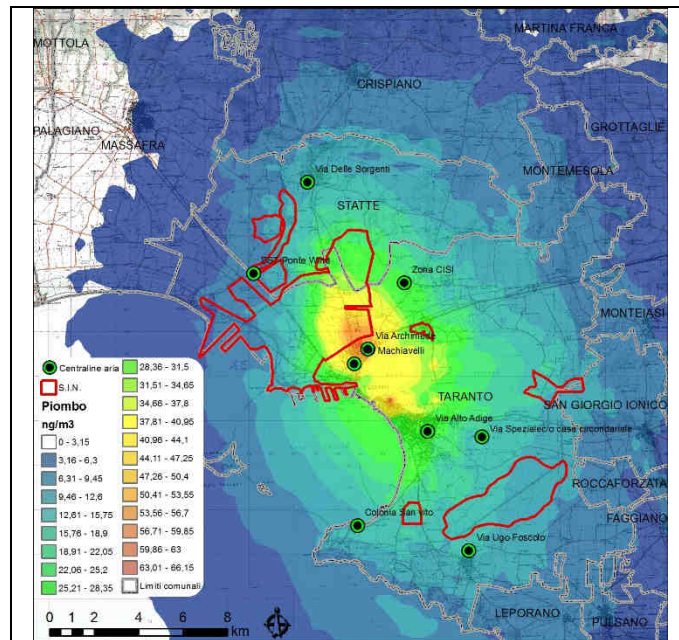 MARTINA FRANCA
MOTTOLA
CRISPIANO
GROTTAGLIE
PALAGIANO
MASSAFRA
MONTEMESOLA
Via Delle Sorgenti
STATTE
Zona CISI
MONTEIASI
Via Archimede
Machiavelli
TARANTO
SAN GIORGIO IONICO
Via Alto Adige
ROCCAFORZATA
FAGGIANO
Colonia San Vito
Via Ugo Foscolo
LEPORANO
PULSANO
Centraline aria
S.I.N.
Piombo
ng/m3
0 - 3,15
3,16 - 6,3
6,31 - 9,45
9,46 - 12,6
12,61 - 15,75
15,76 - 18,9
18,91 - 22,05
22,06 - 25,2
25,21 - 28,35
28,36 - 31,5
31,51 - 34,65
34,66 - 37,8
37,81 - 40,95
40,96 - 44,1
44,11 - 47,25
47,26 - 50,4
50,41 - 53,55
53,56 - 56,7
56,71 - 59,85
59,86 - 63
63,01 - 66,15
Limiti comunali
0 2 4 6 8
km